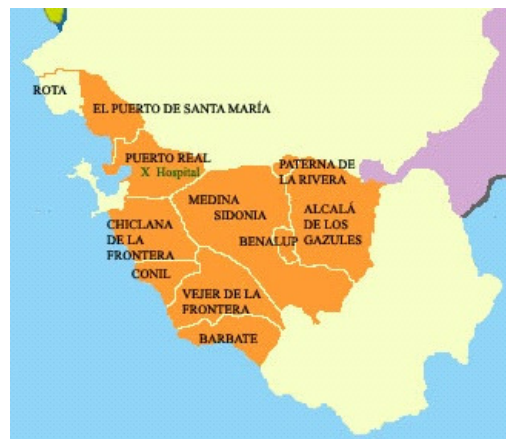 ROTA
EL PUERTO DE SANTA MARÍA
PUERTO REAL
X Hospital
PATERNA DE
LA RIVERA
MEDINA
SIDONIA
ALCALÁ
DE LOS
GAZULES
CHICLANA
DE LA
FRONTERA
BENALUP
CONIL
VEJER DE LA
FRONTERA
BARBATE